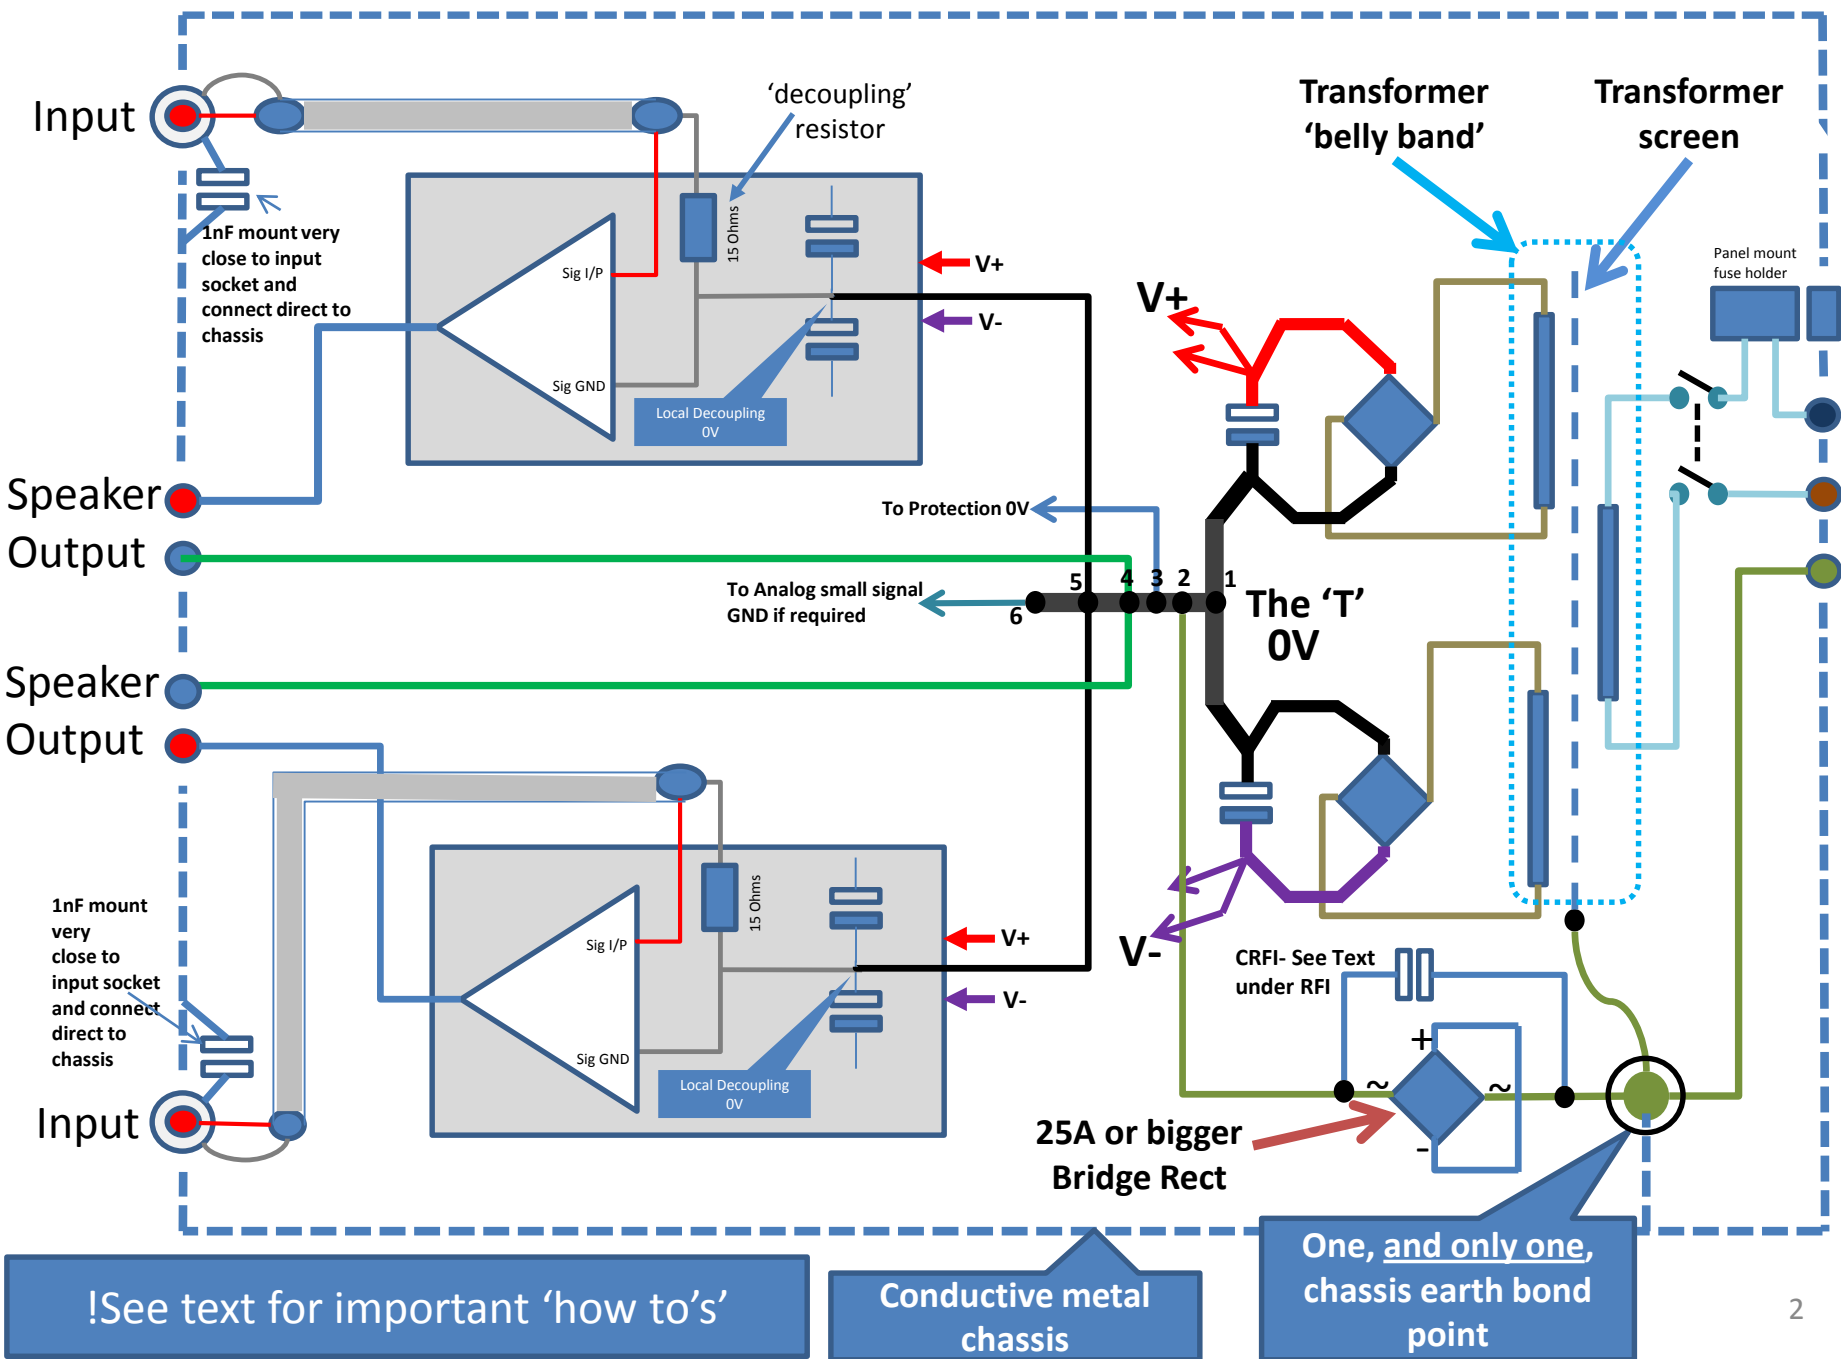 Input
'decoupling'
resistor
Transformer
'belly band'
Transformer
screen
1nF mount very
close to input
socket and
connect direct to
chassis
15 Ohms
Sig I/P
Sig GND
Local Decoupling
0V
V+
V-
V+
Panel mount
fuse holder
Speaker
Output
To Protection 0V
To Analog small signal
GND if required
6
5
4
3
2
1
The 'T'
0V
Speaker
Output
1nF mount
very
close to
input socket
and connect
direct to
chassis
Input
15 Ohms
Sig I/P
Sig GND
Local Decoupling
0V
V+
V-
V-
CRFI- See Text
under RFI
+
~
~
-
25A or bigger
Bridge Rect
!See text for important 'how to's'
Conductive metal
chassis
One, and only one,
chassis earth bond
point
2